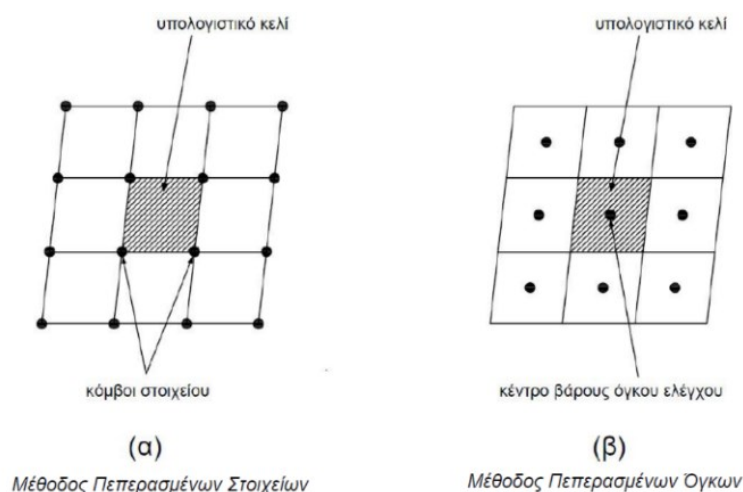 υπολογιστικό κελί
κόμβοι στοιχείου
(α)
Μέθοδος Πεπερασμένων Στοιχείων
υπολογιστικό κελί
κέντρο βάρους όγκου ελέγχου
(β)
Μέθοδος Πεπερασμένων Όγκων